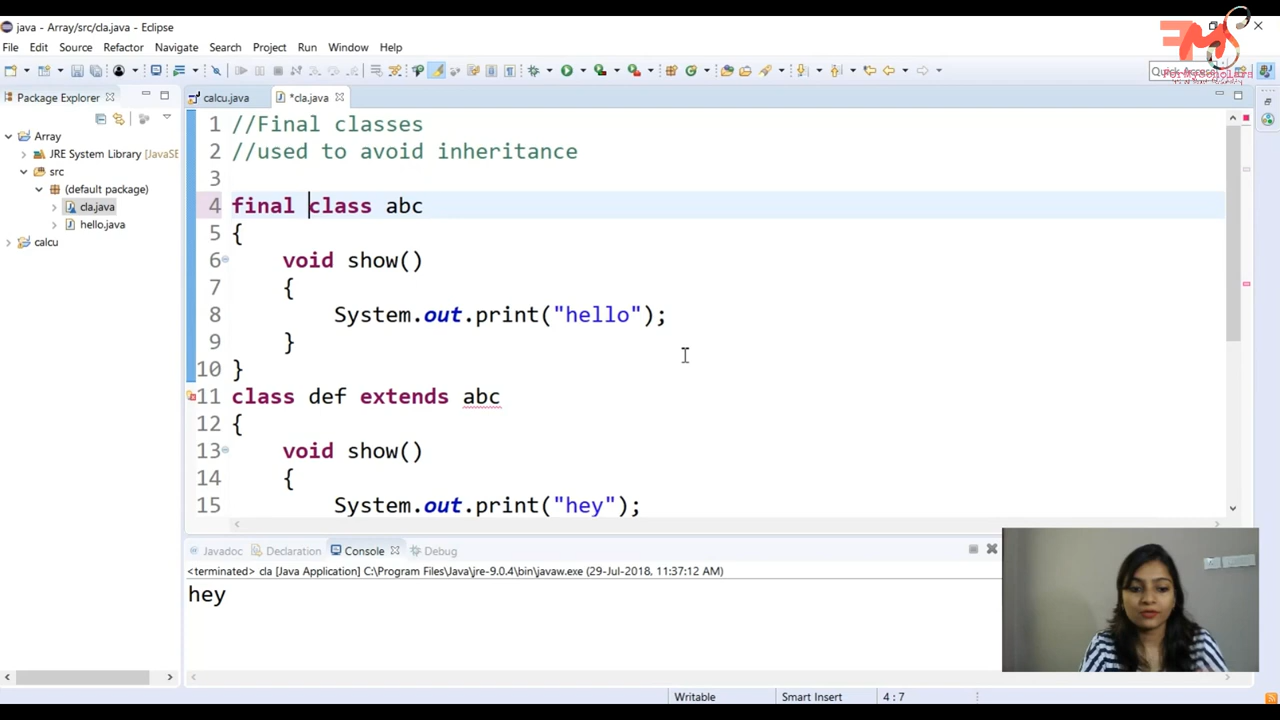 java - Array/src/cla.java - Eclipse
File Edit Source Refactor Navigate Search Project Run Window Help
Quick Access
ForMyScholars
Package Explorer
calcu.java
*cla.java
Array
JRE System Library [JavaSE
src
(default package)
cla.java
hello.java
calcu
1 //Final classes
2 //used to avoid inheritance
3
4 final class abc
5 {
6 void show()
7 {
8 System.out.print("hello");
9 }
10 }
11 class def extends abc
12 {
13 void show()
14 {
15 System.out.print("hey");
Javadoc Declaration Console Debug
<terminated> cla [Java Application] C:\Program Files\Java\jre-9.0.4\bin\javaw.exe (29-Jul-2018, 11:37:12 AM)
hey
Writable Smart Insert 4 : 7